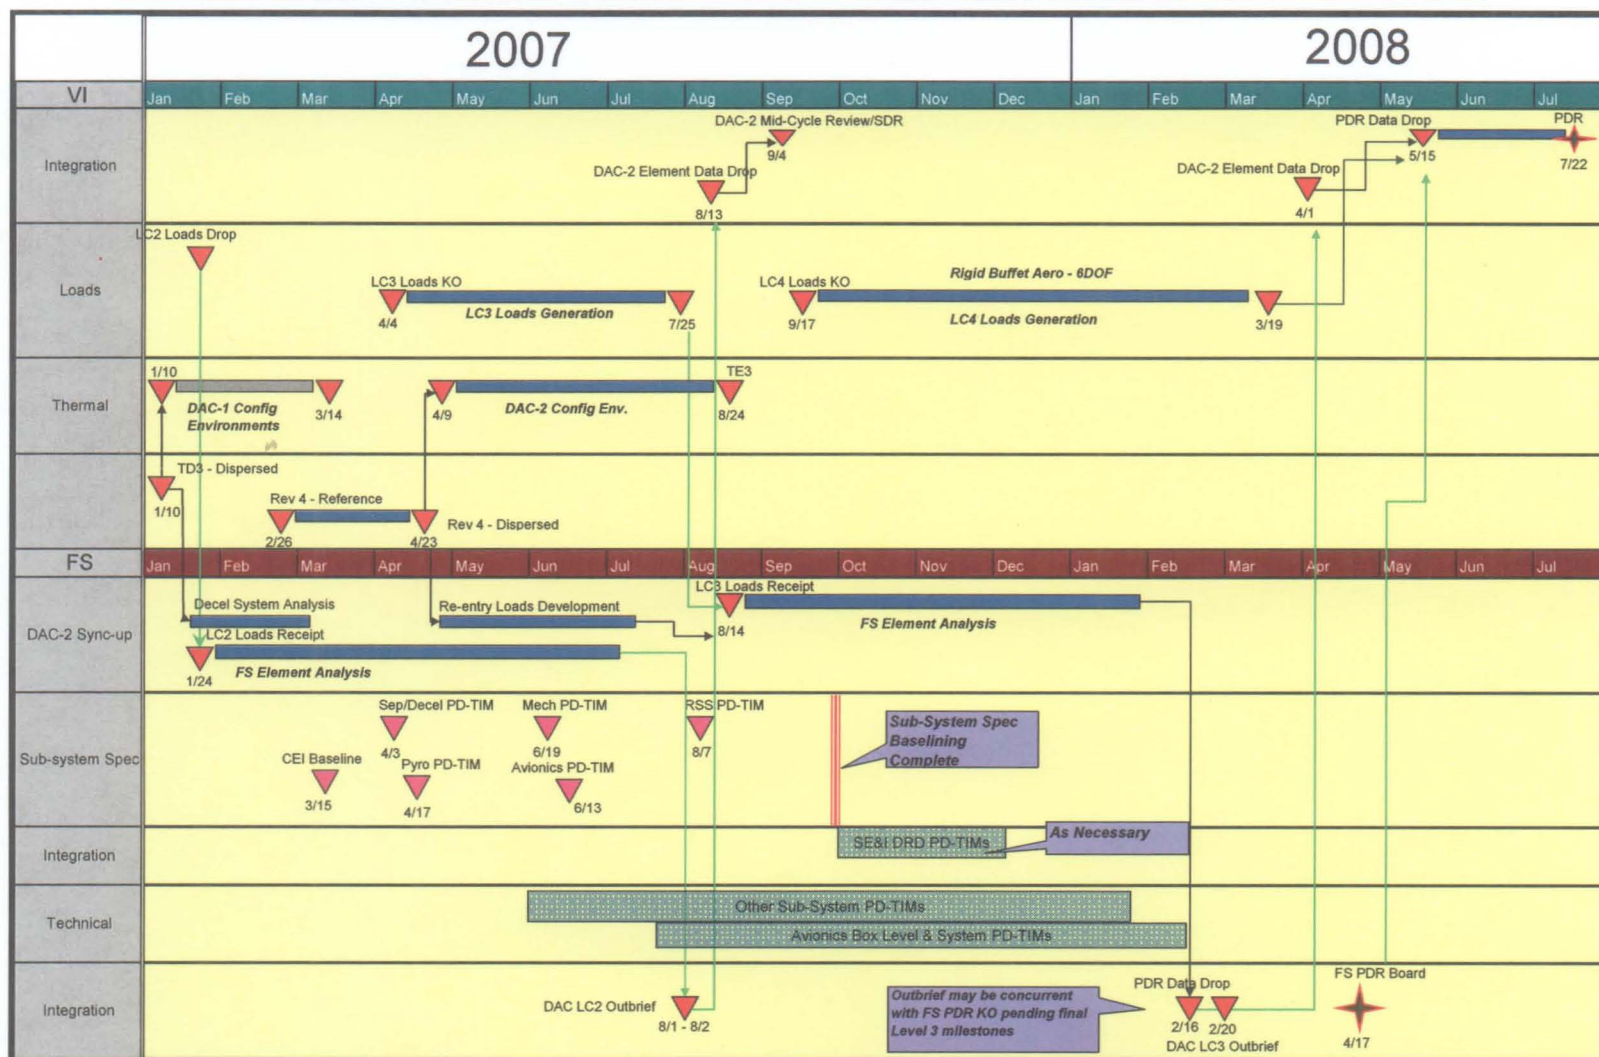 2007
2008
VI
Jan Feb Mar Apr May Jun Jul Aug Sep Oct Nov Dec Jan Feb Mar Apr May Jun Jul
Integration
DAC-2 Mid-Cycle Review/SDR
9/4
DAC-2 Element Data Drop
8/13
PDR Data Drop
5/15
PDR
7/22
DAC-2 Element Data Drop
4/1
Loads
LC2 Loads Drop
LC3 Loads KO
4/4
LC3 Loads Generation
7/25
LC4 Loads KO
9/17
Rigid Buffet Aero - 6DOF
LC4 Loads Generation
3/19
Thermal
1/10
DAC-1 Config
Environments
3/14
4/9
DAC-2 Config Env.
TE3
8/24
TD3 - Dispersed
1/10
Rev 4 - Reference
2/26
4/23
Rev 4 - Dispersed
FS
Jan Feb Mar Apr May Jun Jul Aug Sep Oct Nov Dec Jan Feb Mar Apr May Jun Jul
DAC-2 Sync-up
Decel System Analysis
Re-entry Loads Development
LC3 Loads Receipt
8/14
FS Element Analysis
LC2 Loads Receipt
1/24
FS Element Analysis
Sub-system Spec
Sep/Decel PD-TIM
4/3
Mech PD-TIM
6/19
RSS PD-TIM
8/7
CEI Baseline
3/15
Pyro PD-TIM
4/17
Avionics PD-TIM
6/13
Sub-System Spec
Baselining
Complete
Integration
SE&I DRD PD-TIMs
As Necessary
Technical
Other Sub-System PD-TIMs
Avionics Box Level & System PD-TIMs
Integration
DAC LC2 Outbrief
8/1 - 8/2
Outbrief may be concurrent
with FS PDR KO pending final
Level 3 milestones
PDR Data Drop
2/16
2/20
DAC LC3 Outbrief
FS PDR Board
4/17